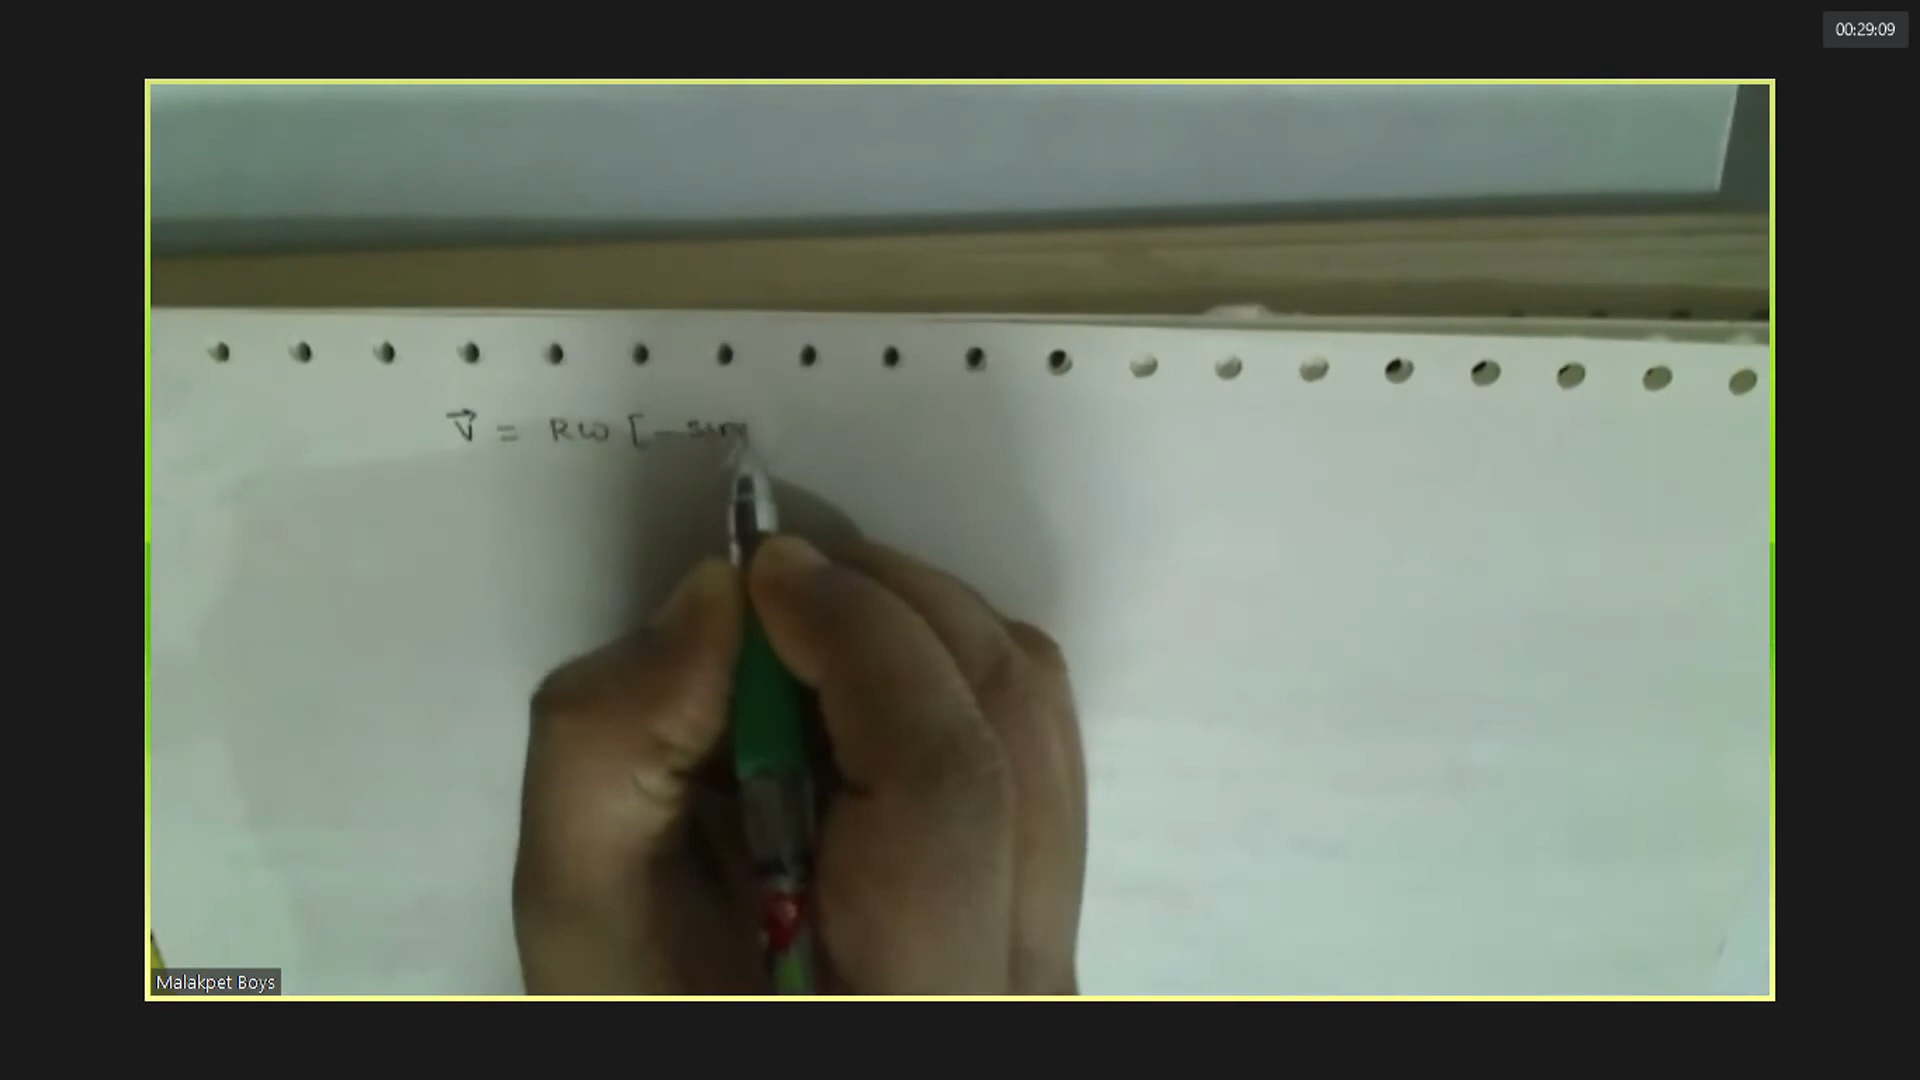 00:29:09
v⃗ = Rω [-sin
Malakpet Boys